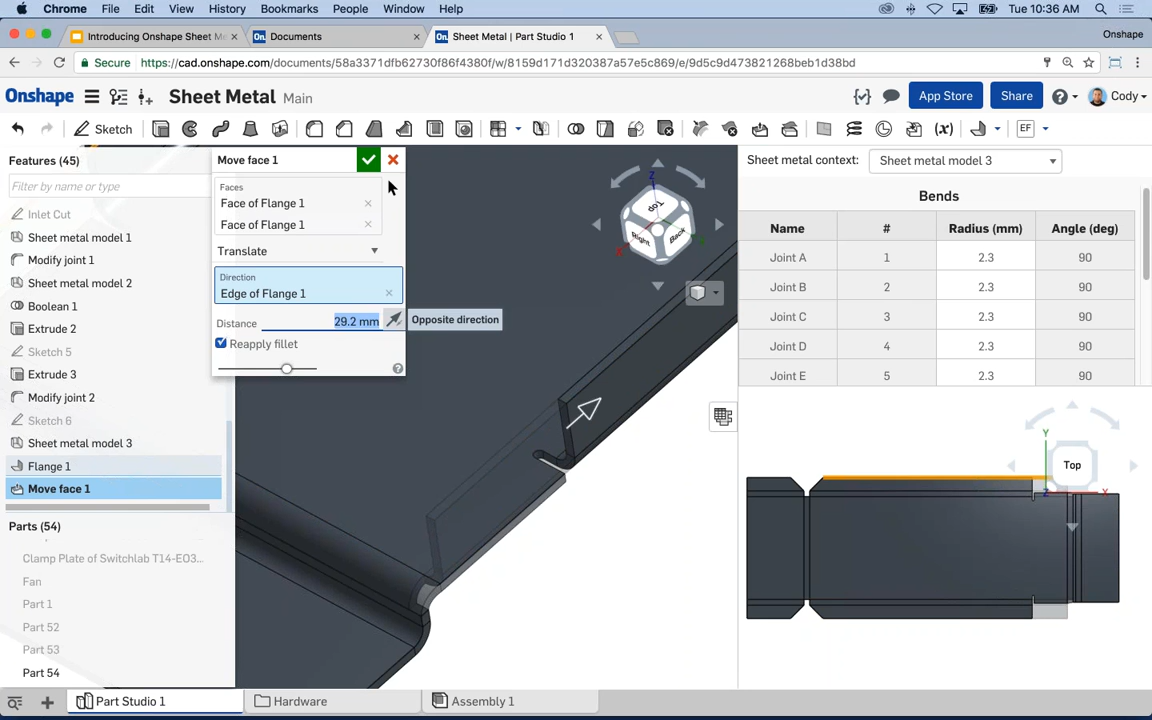 Chrome File Edit View History Bookmarks People Window Help Tue 10:36 AM
Introducing Onshape Sheet Me
Documents
Sheet Metal | Part Studio 1
Onshape
Secure https://cad.onshape.com/documents/58a3371dfb62730f86f4380f/w/8159d171d320387a57e5c869/e/9d5c9d473821268beb1d38bd
Onshape Sheet Metal Main App Store Share Cody
Sketch
EF
Features (45)
Filter by name or type
Inlet Cut
Sheet metal model 1
Modify joint 1
Sheet metal model 2
Boolean 1
Extrude 2
Sketch 5
Extrude 3
Modify joint 2
Sketch 6
Sheet metal model 3
Flange 1
Move face 1
Parts (54)
Clamp Plate of Switchlab T14-EO3...
Fan
Part 1
Part 52
Part 53
Part 54
Move face 1
Faces
Face of Flange 1
Face of Flange 1
Translate
Direction
Edge of Flange 1
Distance 29.2 mm
Opposite direction
Reapply fillet
Z
Top
Right
Back
X
Sheet metal context: Sheet metal model 3
Bends
Name # Radius (mm) Angle (deg)
Joint A 1 2.3 90
Joint B 2 2.3 90
Joint C 3 2.3 90
Joint D 4 2.3 90
Joint E 5 2.3 90
Y
Top
Z
X
Part Studio 1
Hardware
Assembly 1